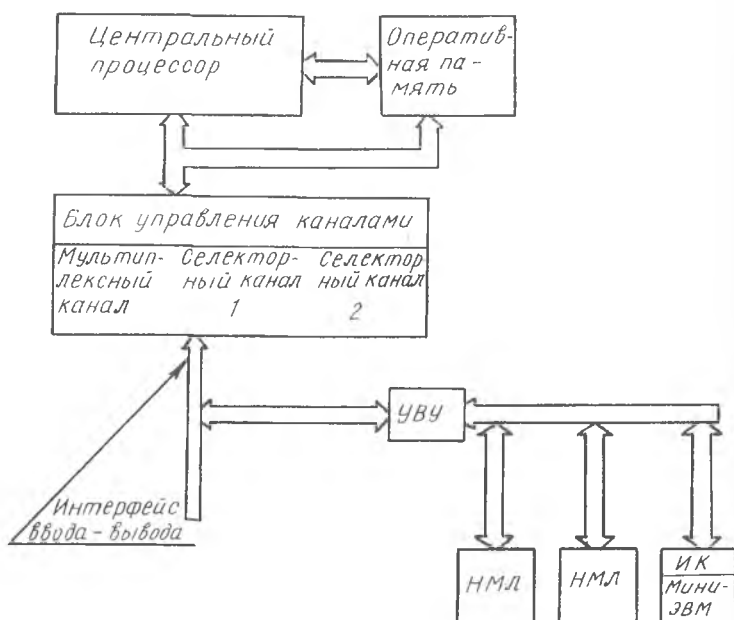 Центральный
процессор
Оператив-
ная па-
мять
Блок управления каналами
Мультип-
лексный
канал
Селектор-
ный канал
1
Селектор
ный канал
2
УВУ
Интерфейс
ввода-вывода
НМЛ
НМЛ
ИК
Мини-
ЭВМ